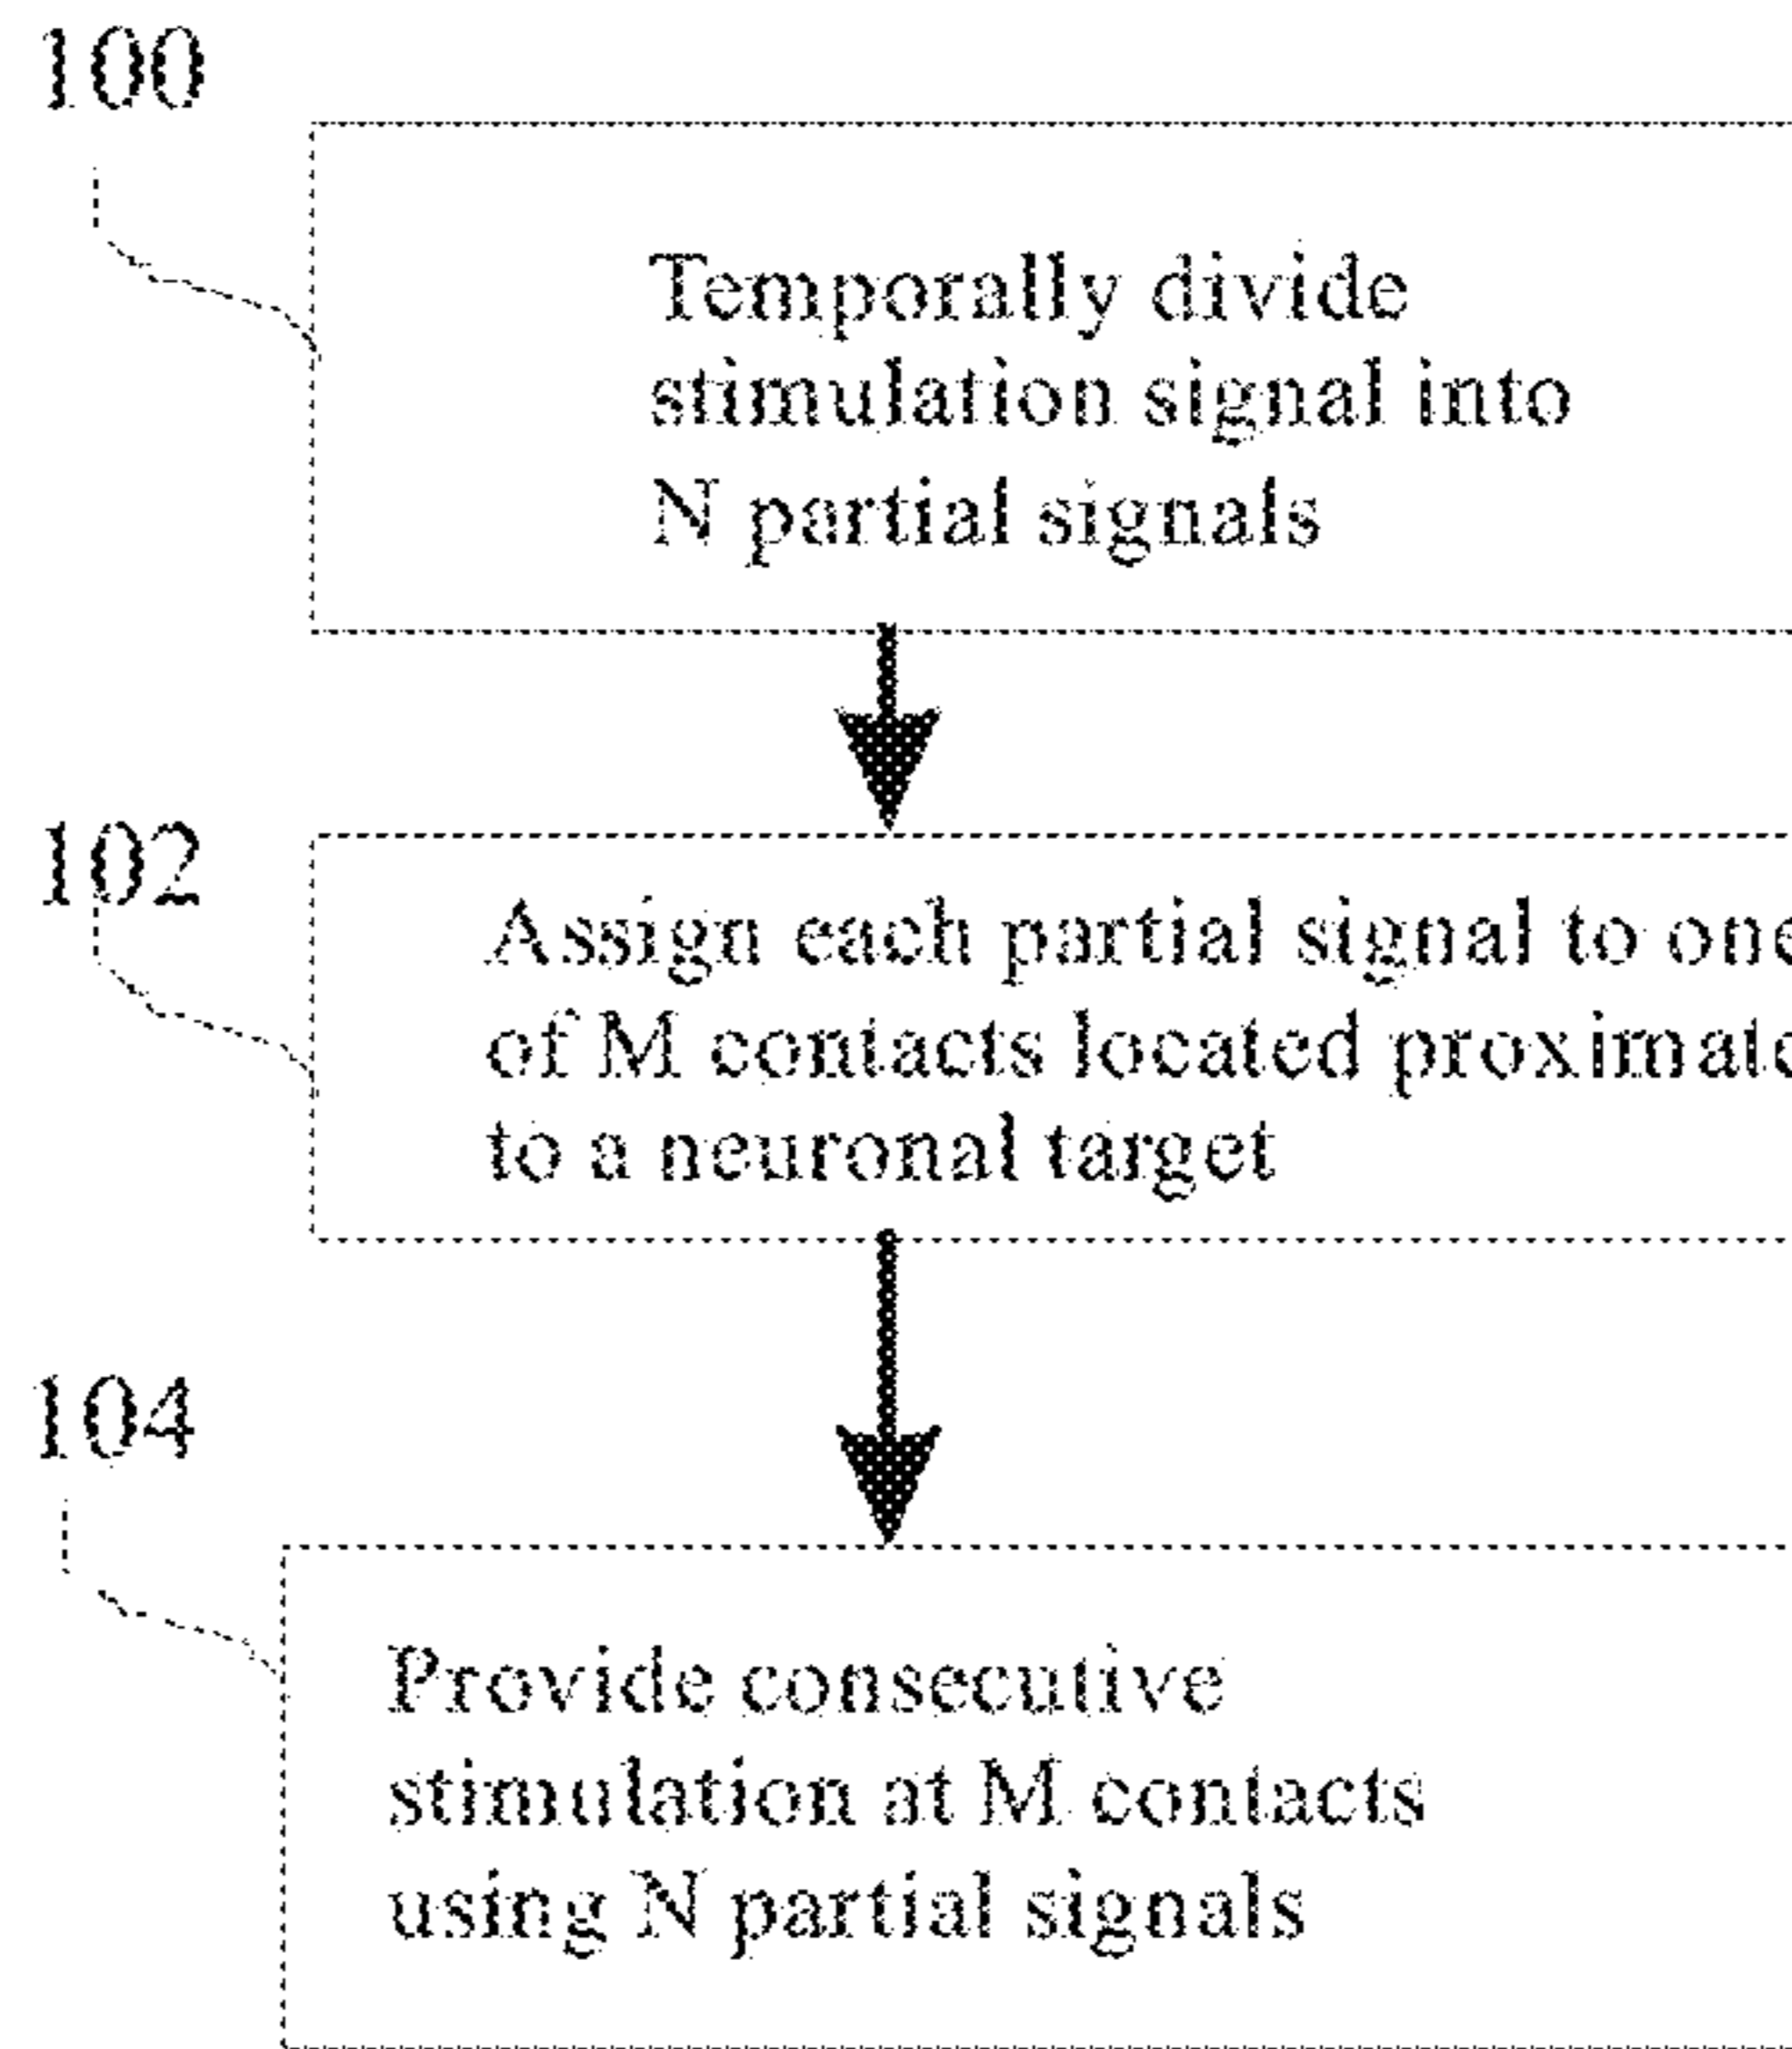 100
Temporally divide
stimulation signal into
N partial signals
102
Assign each partial signal to one
of M contacts located proximate
to a neuronal target
104
Provide consecutive
stimulation at M contacts
using N partial signals